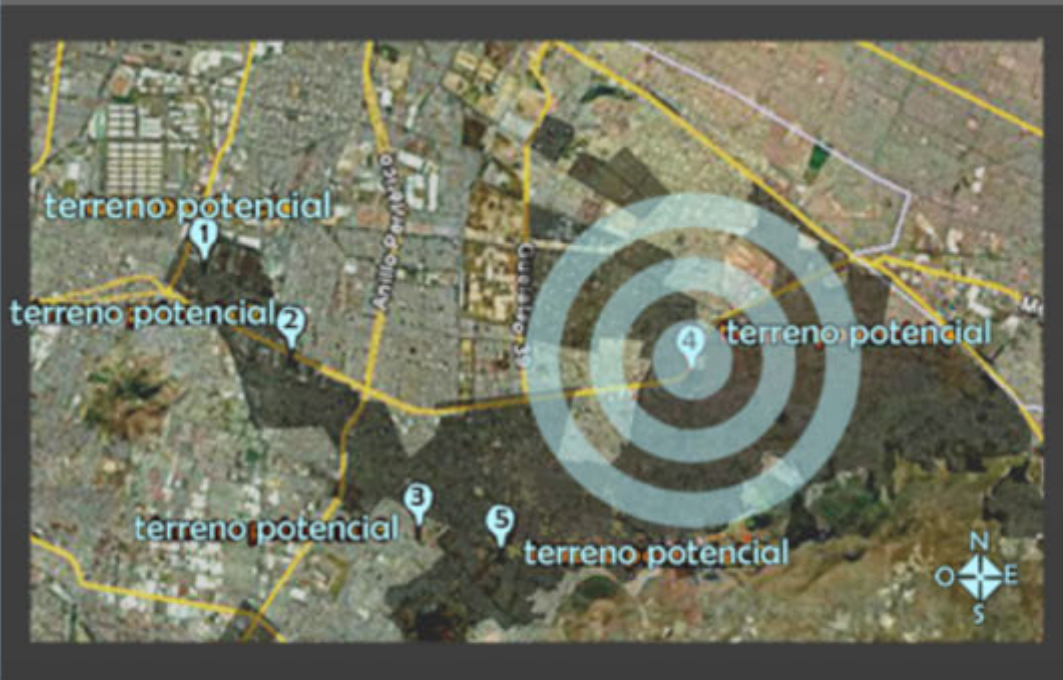 terreno potencial
1
Anillo Periférico
terreno potencial
2
4
terreno potencial
3
terreno potencial
5
terreno potencial
N
O E
S